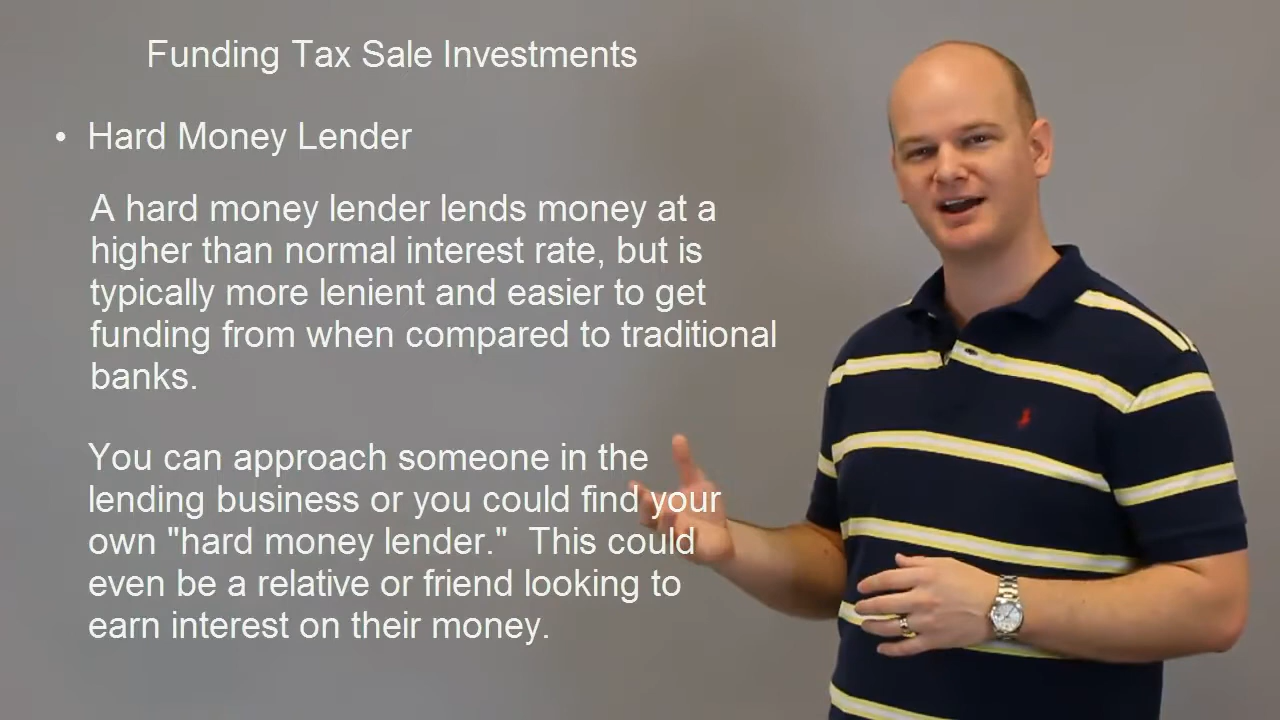 Funding Tax Sale Investments
• Hard Money Lender
A hard money lender lends money at a
higher than normal interest rate, but is
typically more lenient and easier to get
funding from when compared to traditional
banks.
You can approach someone in the
lending business or you could find your
own "hard money lender."  This could
even be a relative or friend looking to
earn interest on their money.